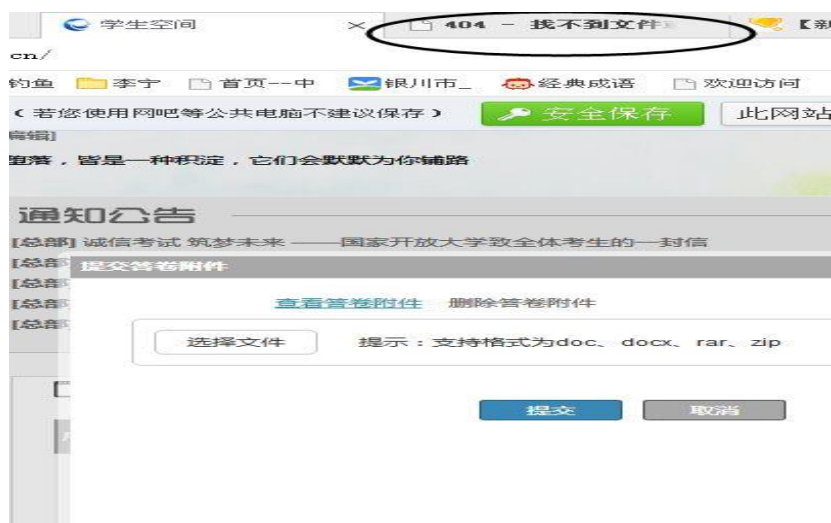 学生空间 × 404 - 找不到文件 【新
cn/
钓鱼 李宁 首页--中 银川市_ 经典成语 欢迎访问
(若您使用网吧等公共电脑不建议保存) 安全保存 此网站
编辑]
堕落,皆是一种积淀,它们会默默为你铺路
通知公告
[总部] 诚信考试 筑梦未来 ——国家开放大学致全体考生的一封信
[总部
[总部
[总部
[总部
提交答卷附件
查看答卷附件 删除答卷附件
选择文件 提示:支持格式为doc、docx、rar、zip
提交 取消